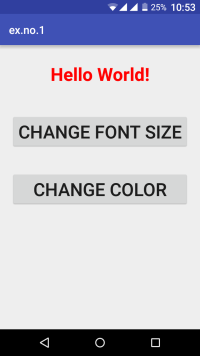 25% 10:53
ex.no.1
Hello World!
CHANGE FONT SIZE
CHANGE COLOR